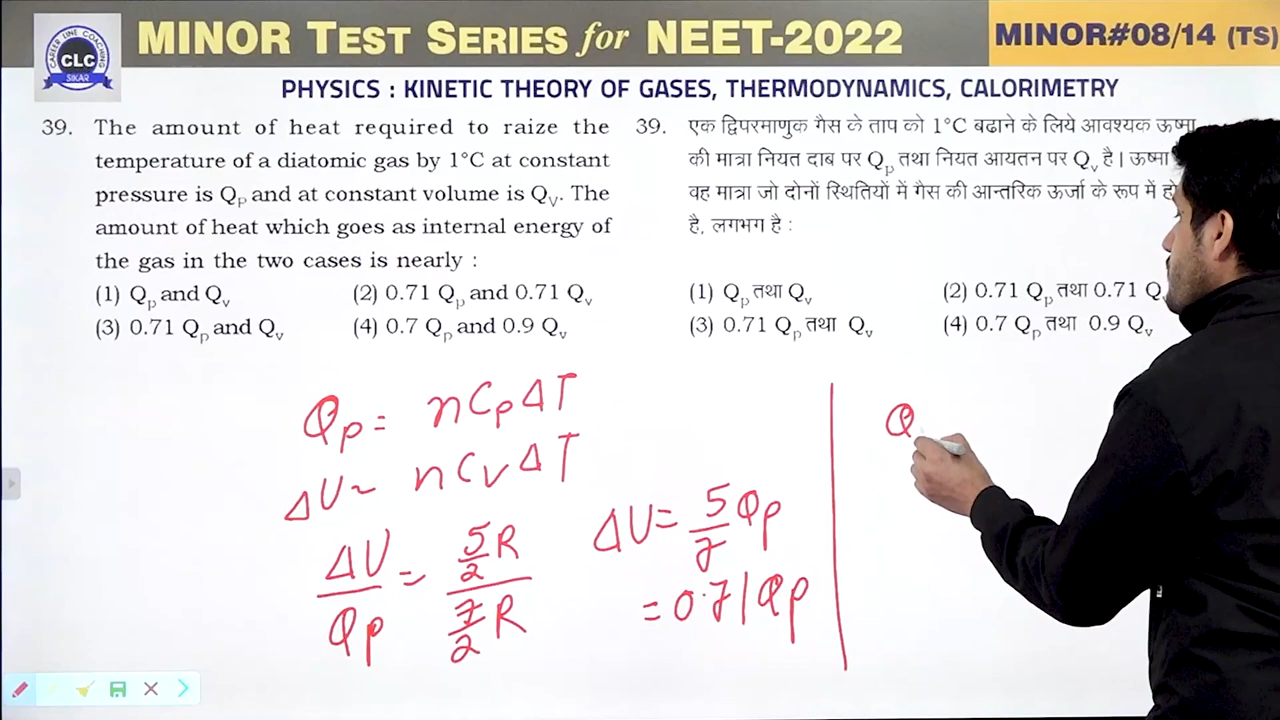 CAREER LINE COACHING
CLC
SIKAR
MINOR TEST SERIES for NEET-2022
MINOR#08/14 (TS)
PHYSICS : KINETIC THEORY OF GASES, THERMODYNAMICS, CALORIMETRY
39. The amount of heat required to raize the
temperature of a diatomic gas by 1°C at constant
pressure is Qp and at constant volume is Qv. The
amount of heat which goes as internal energy of
the gas in the two cases is nearly :
(1) Qp and Qv (2) 0.71 Qp and 0.71 Qv
(3) 0.71 Qp and Qv (4) 0.7 Qp and 0.9 Qv
39. एक द्विपरमाणुक गैस के ताप को 1°C बढाने के लिये आवश्यक ऊष्मा
की मात्रा नियत दाब पर Qp तथा नियत आयतन पर Qv है। ऊष्मा
वह मात्रा जो दोनों स्थितियों में गैस की आन्तरिक ऊर्जा के रूप में
है, लगभग है :
(1) Qp तथा Qv (2) 0.71 Qp तथा 0.71 Q
(3) 0.71 Qp तथा Qv (4) 0.7 Qp तथा 0.9 Qv
Qp = nCpΔT
ΔU = nCvΔT
ΔU/Qp = 5/2 R / 7/2 R
ΔU = 5/7 Qp
= 0.71 Qp
Q